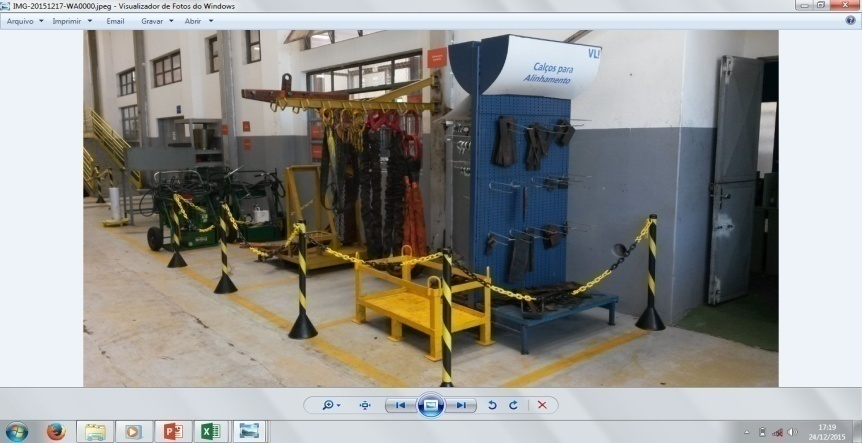 IMG-20151217-WA0000.jpeg - Visualizador de Fotos do Windows
Arquivo Imprimir Email Gravar Abrir
VL!
Calços para
Alinhamento
17:19
24/12/2015